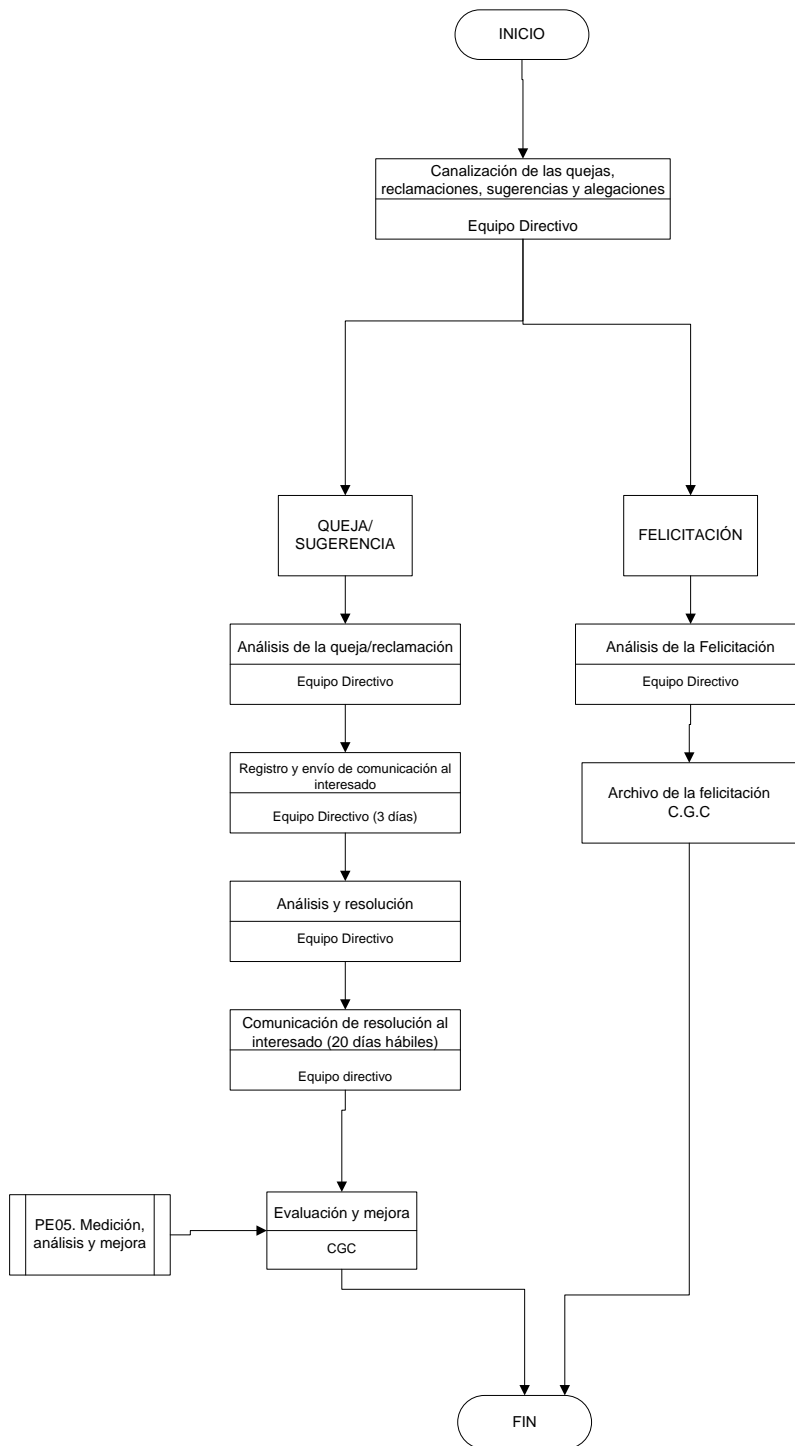 INICIO
Canalización de las quejas,
reclamaciones, sugerencias y alegaciones
Equipo Directivo
QUEJA/
SUGERENCIA
FELICITACIÓN
Análisis de la queja/reclamación
Equipo Directivo
Análisis de la Felicitación
Equipo Directivo
Registro y envío de comunicación al
interesado
Equipo Directivo (3 días)
Archivo de la felicitación
C.G.C
Análisis y resolución
Equipo Directivo
Comunicación de resolución al
interesado (20 días hábiles)
Equipo directivo
PE05. Medición,
análisis y mejora
Evaluación y mejora
CGC
FIN